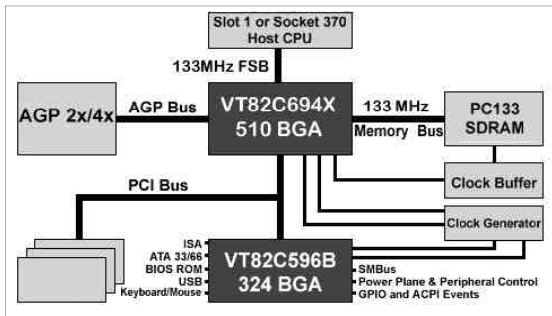 Slot 1 or Socket 370
Host CPU
133MHz FSB
AGP 2x/4x
AGP Bus
VT82C694X
510 BGA
133 MHz
Memory Bus
PC133
SDRAM
Clock Buffer
PCI Bus
Clock Generator
ISA
ATA 33/66
BIOS ROM
USB
Keyboard/Mouse
VT82C596B
324 BGA
SMBus
Power Plane & Peripheral Control
GPIO and ACPI Events